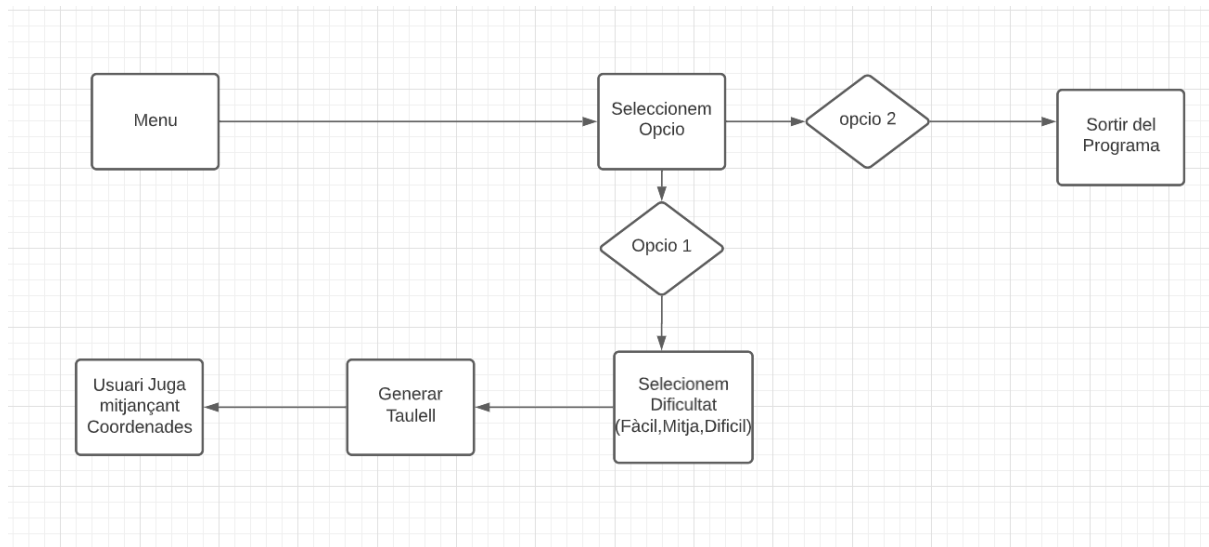 Menu
Seleccionem
Opcio
opcio 2
Sortir del
Programa
Opcio 1
Selecionem
Dificultat
(Fàcil,Mitja,Dificil)
Generar
Taulell
Usuari Juga
mitjançant
Coordenades